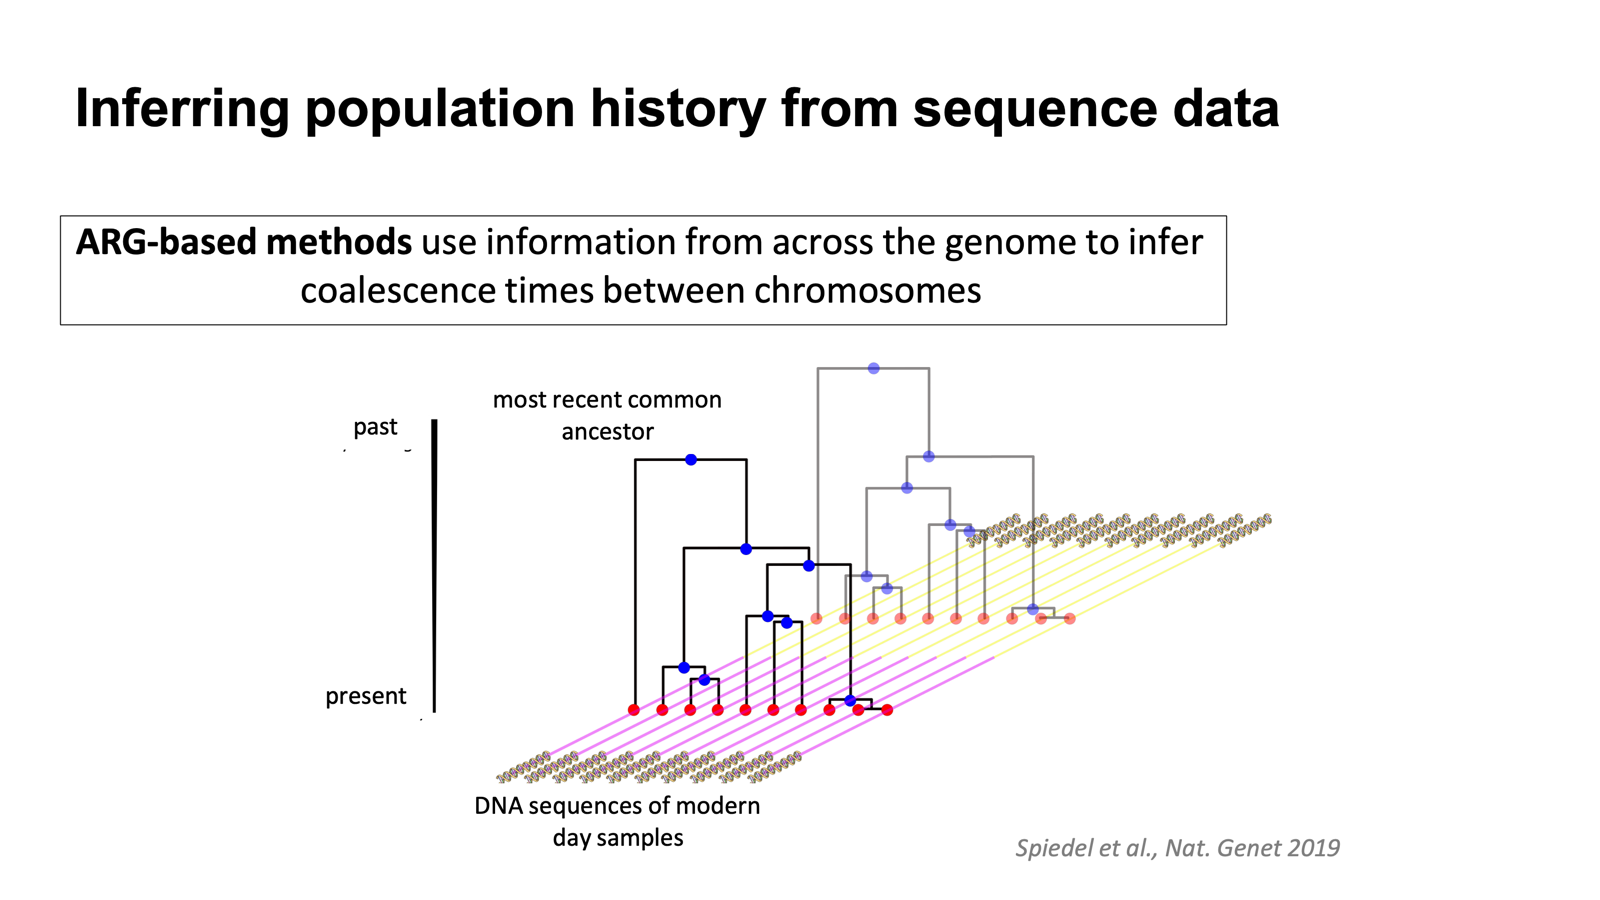 Inferring population history from sequence data
ARG-based methods use information from across the genome to infer
coalescence times between chromosomes
most recent common
ancestor
past
present
DNA sequences of modern
day samples
Spiedel et al., Nat. Genet 2019